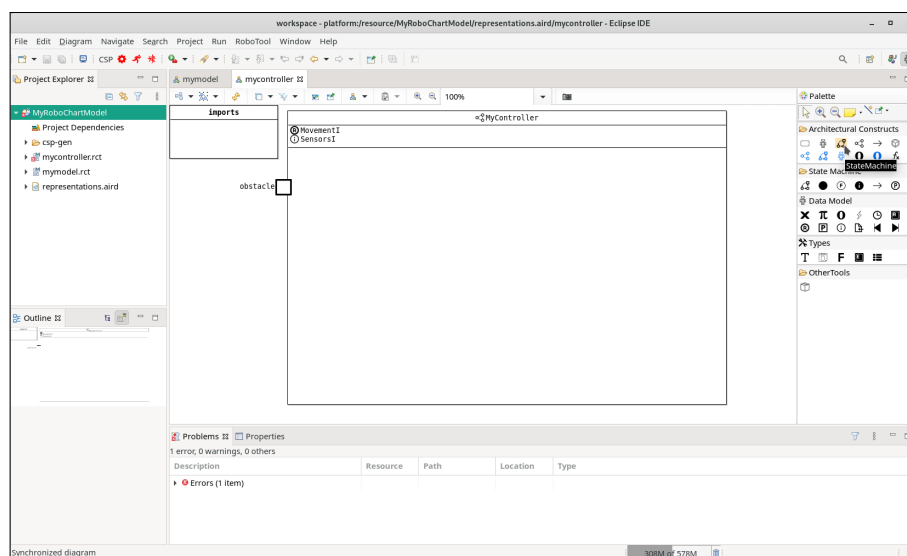 workspace - platform:/resource/MyRoboChartModel/representations.aird/mycontroller - Eclipse IDE
File Edit Diagram Navigate Search Project Run RoboTool Window Help
CSP
Project Explorer
mymodel
mycontroller
100%
Palette
MyRoboChartModel
Project Dependencies
csp-gen
mycontroller.rct
mymodel.rct
representations.aird
imports
MyController
R MovementI
i SensorsI
obstacle
Architectural Constructs
StateMachine
State Machine
Data Model
Types
OtherTools
Outline
Problems
Properties
1 error, 0 warnings, 0 others
Description Resource Path Location Type
Errors (1 item)
Synchronized diagram
308M of 578M